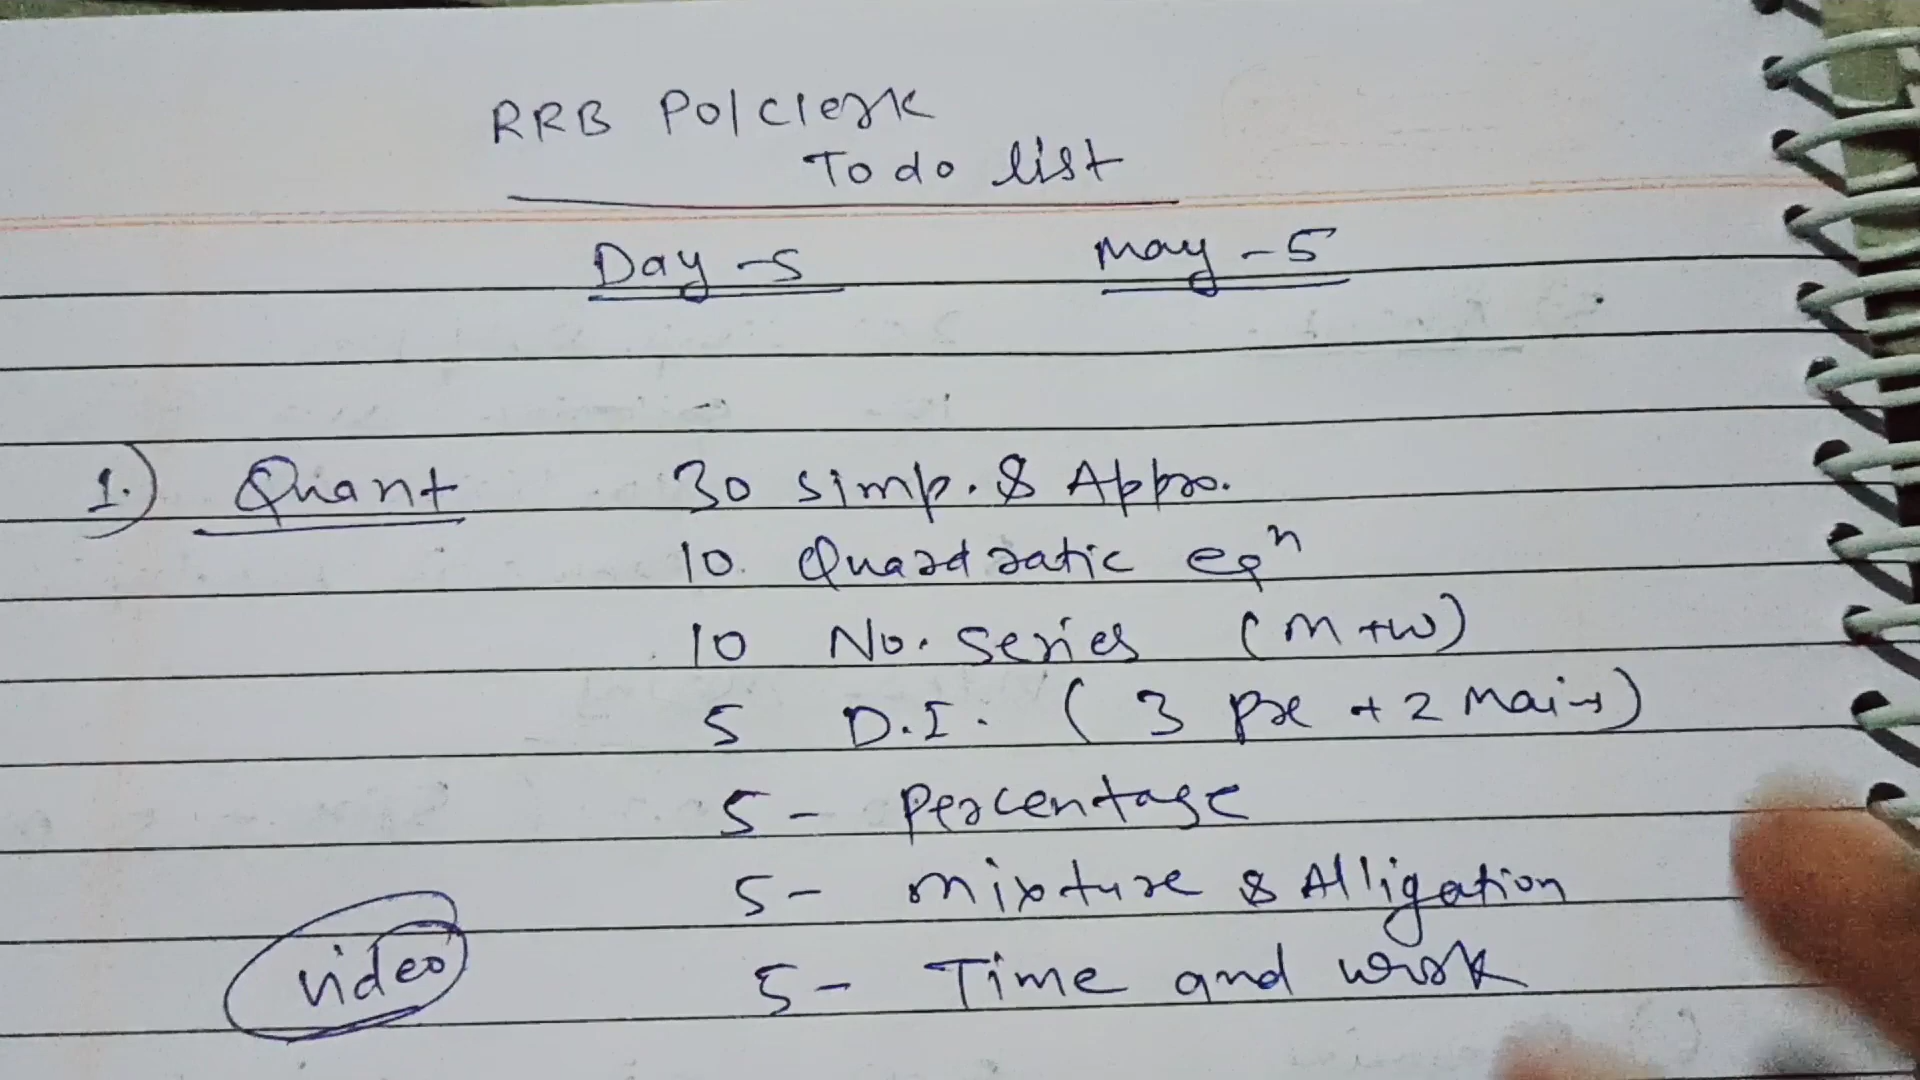 RRB Po/clerk
To do list
Day - 5 May - 5
1.) Quant 30 simp. & Appro.
10. Quardratic eqⁿ
10 No. series (m+w)
5 D.I. (3 pre + 2 Mains)
5 - Percentage
5 - mixture & Alligation
video 5 - Time and work